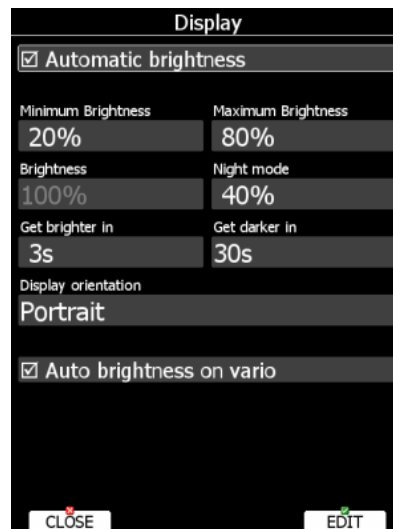 Display
Automatic brightness
Minimum Brightness Maximum Brightness
20% 80%
Brightness Night mode
100% 40%
Get brighter in Get darker in
3s 30s
Display orientation
Portrait
Auto brightness on vario
CLOSE EDIT